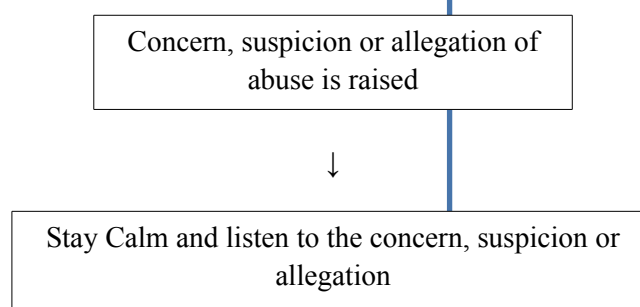 Concern, suspicion or allegation of
abuse is raised
↓
Stay Calm and listen to the concern, suspicion or
allegation